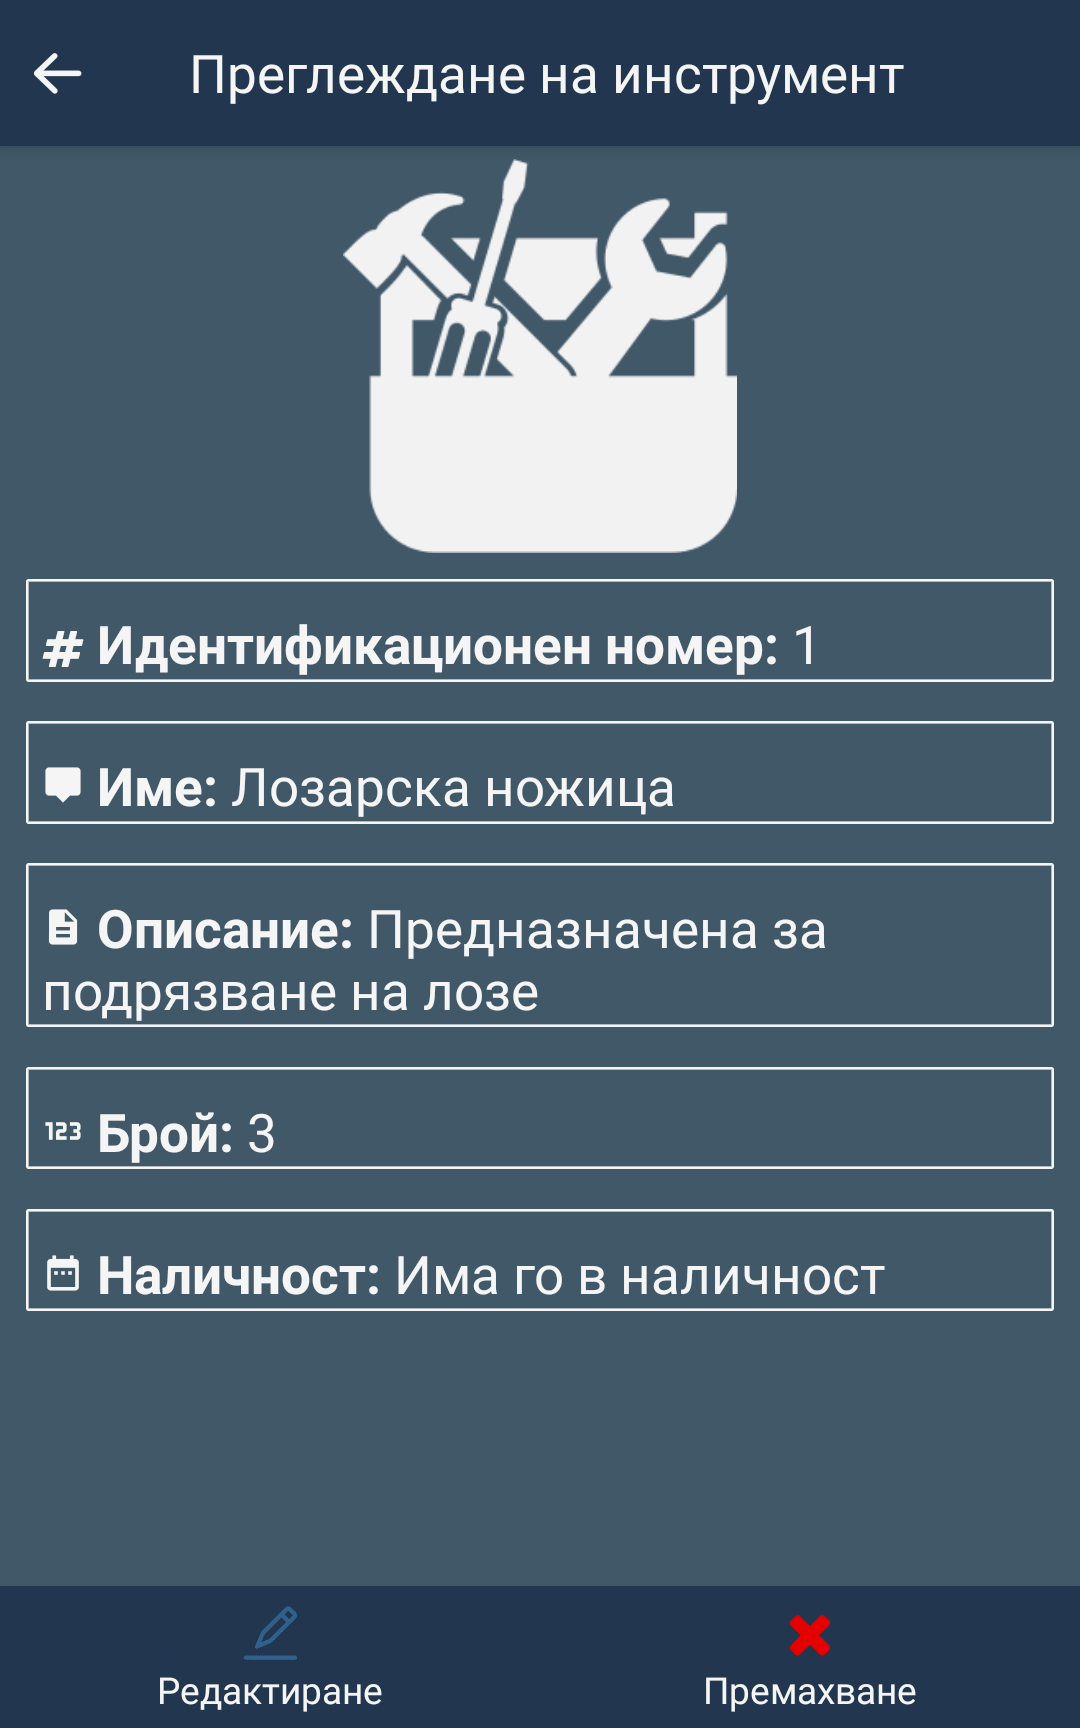 Преглеждане на инструмент
# Идентификационен номер: 1
Име: Лозарска ножица
Описание: Предназначена за
подрязване на лозе
123 Брой: 3
Наличност: Има го в наличност
Редактиране
Премахване